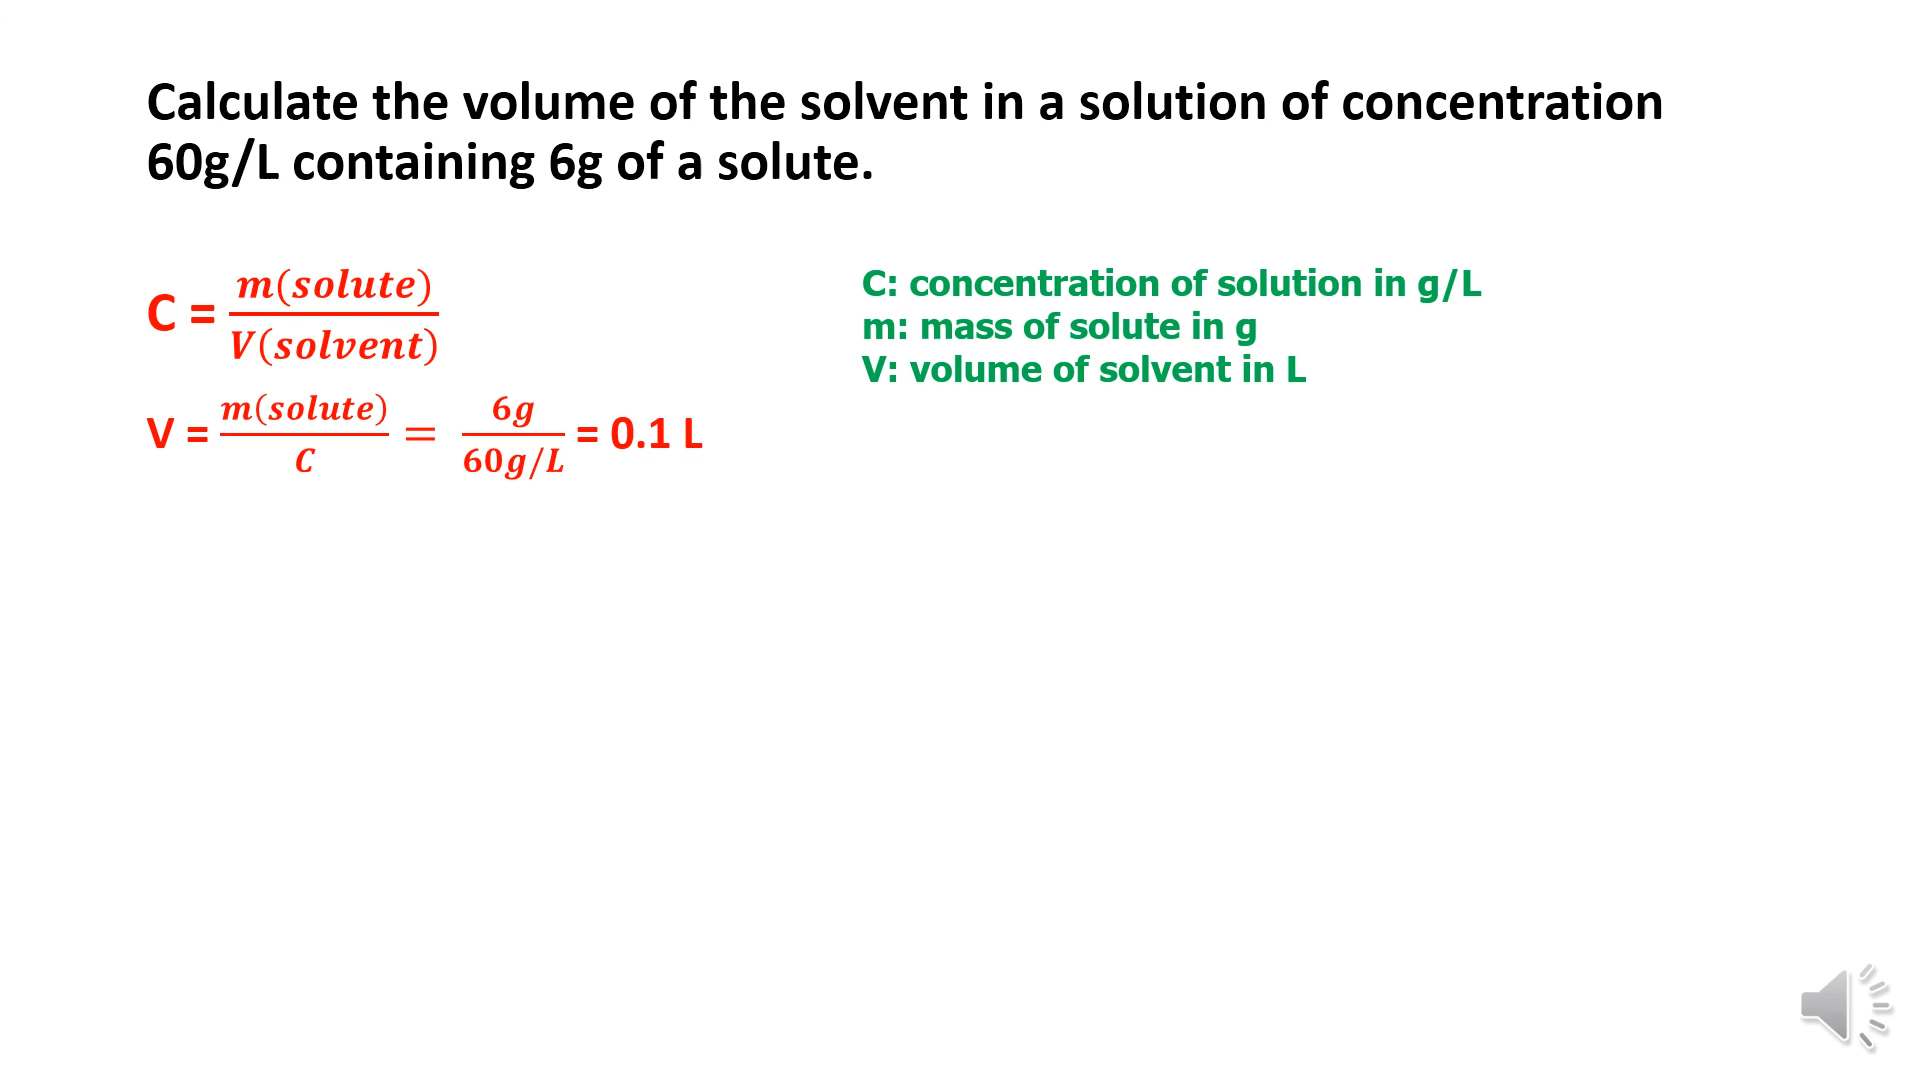 Calculate the volume of the solvent in a solution of concentration
60g/L containing 6g of a solute.
C = m(solute)/V(solvent)
V = m(solute)/C = 6g/60g/L = 0.1 L
C: concentration of solution in g/L
m: mass of solute in g
V: volume of solvent in L